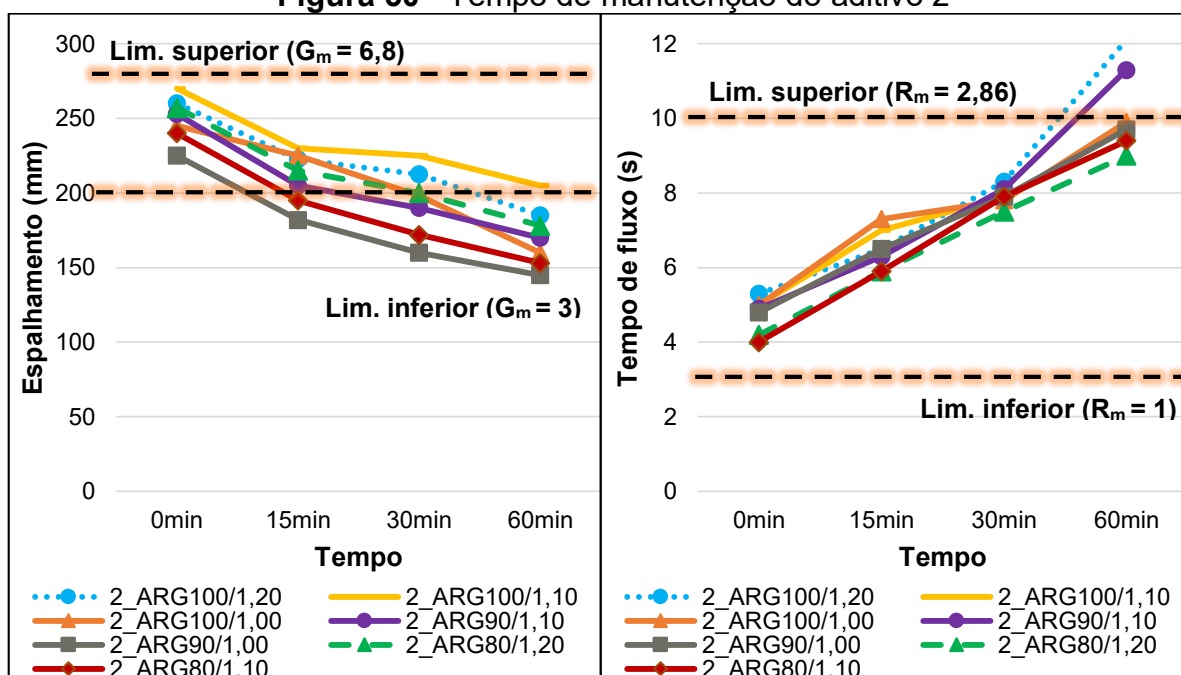 Figura 30 - Tempo de manutenção do aditivo 2
Espalhamento (mm)
300
250
200
150
100
50
0
Lim. superior (Gm = 6,8)
Lim. inferior (Gm = 3)
0min 15min 30min 60min
Tempo
2_ARG100/1,20 2_ARG100/1,10
2_ARG100/1,00 2_ARG90/1,10
2_ARG90/1,00 2_ARG80/1,20
2_ARG80/1,10
Tempo de fluxo (s)
12
10
8
6
4
2
0
Lim. superior (Rm = 2,86)
Lim. inferior (Rm = 1)
0min 15min 30min 60min
Tempo
2_ARG100/1,20 2_ARG100/1,10
2_ARG100/1,00 2_ARG90/1,10
2_ARG90/1,00 2_ARG80/1,20
2_ARG80/1,10